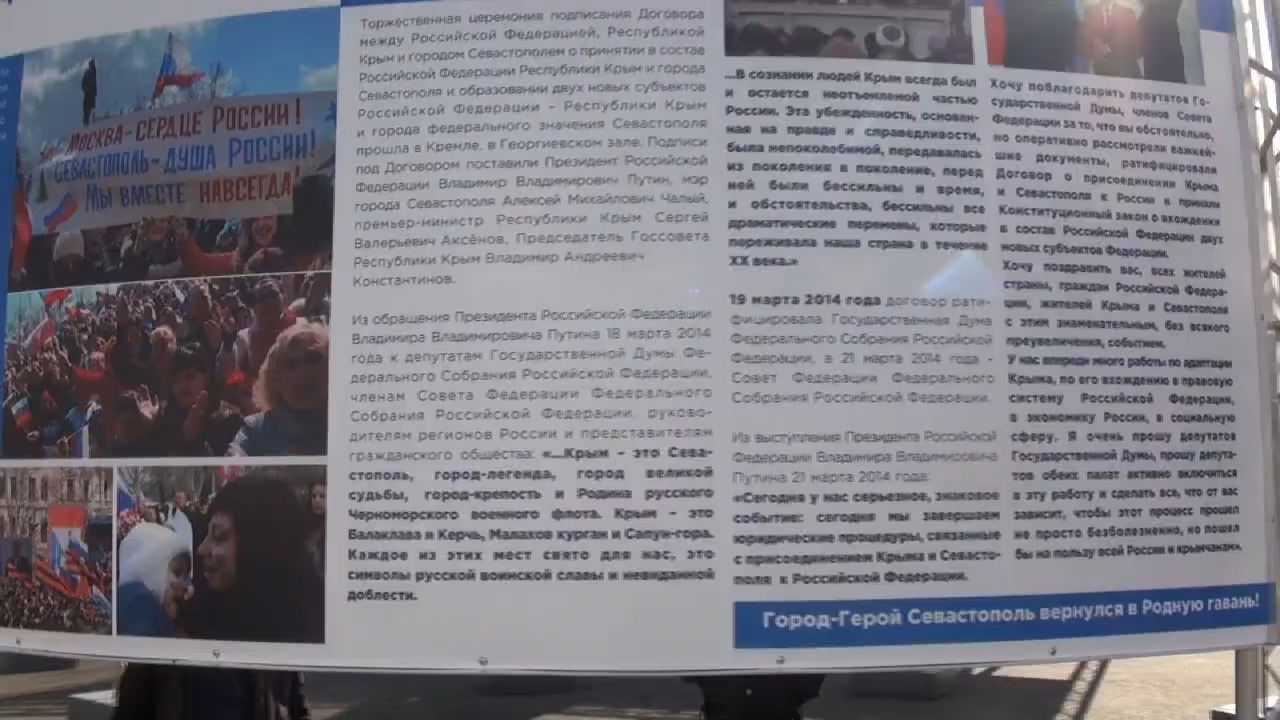 МОСКВА - СЕРДЦЕ РОССИИ!
СЕВАСТОПОЛЬ - ДУША РОССИИ!
МЫ ВМЕСТЕ НАВСЕГДА!
Торжественная церемония подписания Договора
между Российской Федерацией, Республикой
Крым и городом Севастополем о принятии в состав
Российской Федерации Республики Крым и города
Севастополя и образовании двух новых субъектов
Российской Федерации – Республики Крым
и города федерального значения Севастополя
прошла в Кремле, в Георгиевском зале. Подписи
под Договором поставили Президент Российской
Федерации Владимир Владимирович Путин, мэр
города Севастополя Алексей Михайлович Чалый,
премьер-министр Республики Крым Сергей
Валерьевич Аксёнов, Председатель Госсовета
Республики Крым Владимир Андреевич
Константинов.
Из обращения Президента Российской Федерации
Владимира Владимировича Путина 18 марта 2014
года к депутатам Государственной Думы Фе-
дерального Собрания Российской Федерации,
членам Совета Федерации Федерального
Собрания Российской Федерации, руково-
дителям регионов России и представителям
гражданского общества: «...Крым – это Сева-
стополь, город-легенда, город великой
судьбы, город-крепость и Родина русского
Черноморского военного флота. Крым – это
Балаклава и Керчь, Малахов курган и Сапун-гора.
Каждое из этих мест свято для нас, это
символы русской воинской славы и невиданной
доблести.
...В сознании людей Крым всегда был
и остается неотъемлемой частью
России. Эта убежденность, основан-
ная на правде и справедливости,
была непоколебимой, передавалась
из поколения в поколение, перед
ней были бессильны и время,
и обстоятельства, бессильны все
драматические перемены, которые
переживала наша страна в течение
XX века.»
19 марта 2014 года договор рати-
фицировала Государственная Дума
Федерального Собрания Российской
Федерации, а 21 марта 2014 года -
Совет Федерации Федерального
Собрания Российской Федерации.
Из выступления Президента Российской
Федерации Владимира Владимировича
Путина 21 марта 2014 года:
«Сегодня у нас серьезное, знаковое
событие: сегодня мы завершаем
юридические процедуры, связанные
с присоединением Крыма и Севасто-
поля к Российской Федерации.
Хочу поблагодарить депутатов Го-
сударственной Думы, членов Совета
Федерации за то, что вы обстоятельно,
но оперативно рассмотрели важней-
шие документы, ратифицировали
Договор о присоединении Крыма
и Севастополя к России и приняли
Конституционный закон о вхождении
в состав Российской Федерации двух
новых субъектов Федерации.
Хочу поздравить вас, всех жителей
страны, граждан Российской Федера-
ции, жителей Крыма и Севастополя
с этим знаменательным, без всякого
преувеличения, событием.
У нас впереди много работы по адаптации
Крыма, по его вхождению в правовую
систему Российской Федерации,
в экономику России, в социальную
сферу. Я очень прошу депутатов
Государственной Думы, прошу депута-
тов обеих палат активно включиться
в эту работу и сделать все, что от вас
зависит, чтобы этот процесс прошел
не просто безболезненно, но пошел
бы на пользу всей России и крымчанам».
Город-Герой Севастополь вернулся в Родную гавань!